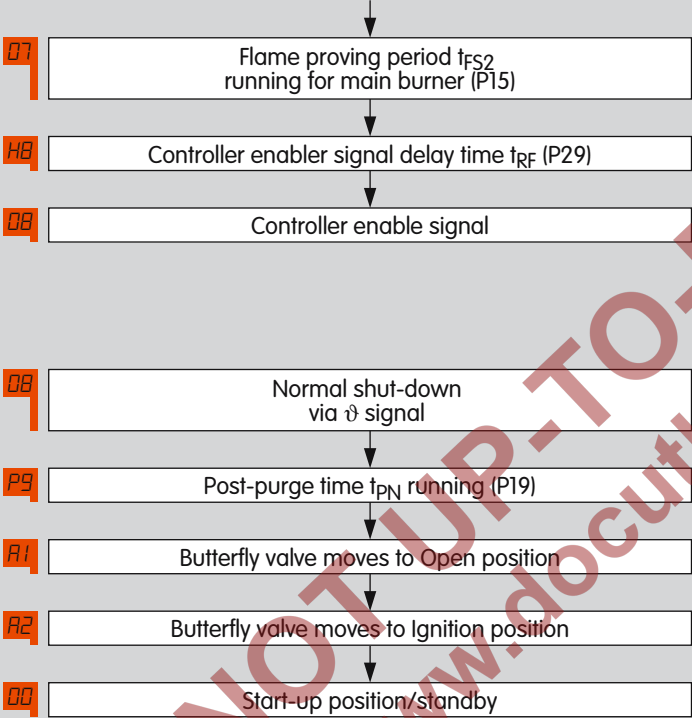 07
Flame proving period tFS2
running for main burner (P15)
H8
Controller enabler signal delay time tRF (P29)
08
Controller enable signal
08
Normal shut-down
via ϑ signal
P9
Post-purge time tPN running (P19)
A1
Butterfly valve moves to Open position
A2
Butterfly valve moves to Ignition position
00
Start-up position/standby
NOT UP-TO-
www.docuth